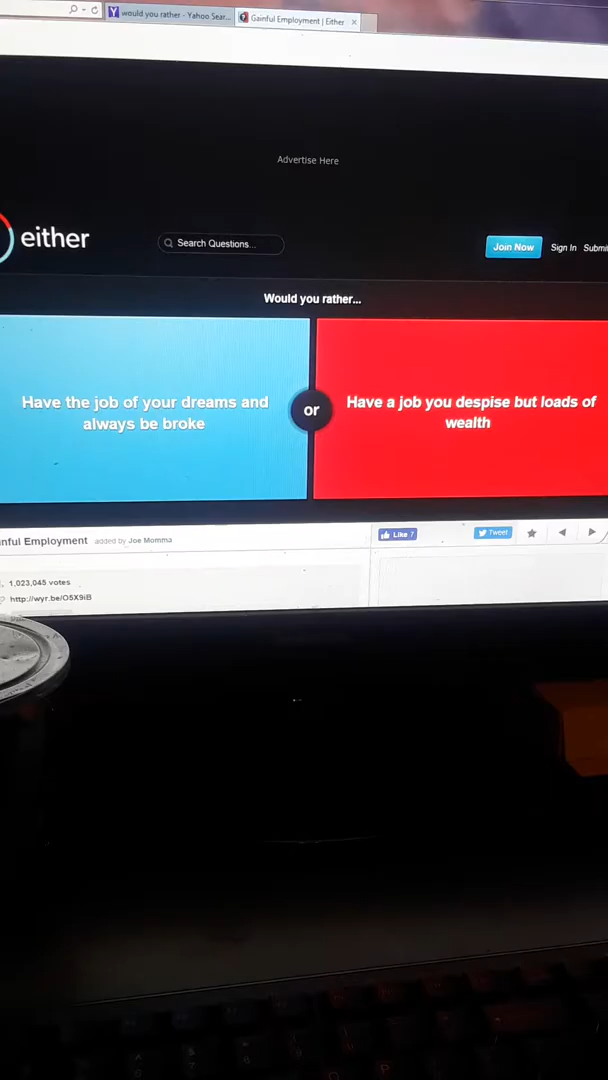 would you rather - Yahoo Sear...
Gainful Employment | Either
Advertise Here
either
Search Questions...
Join Now
Sign In
Would you rather...
Have the job of your dreams and
always be broke
or
Have a job you despise but loads of
wealth
Employment added by Joe Momma
Like 7
Tweet
1,023,045 votes
http://wyr.be/O5X9iB